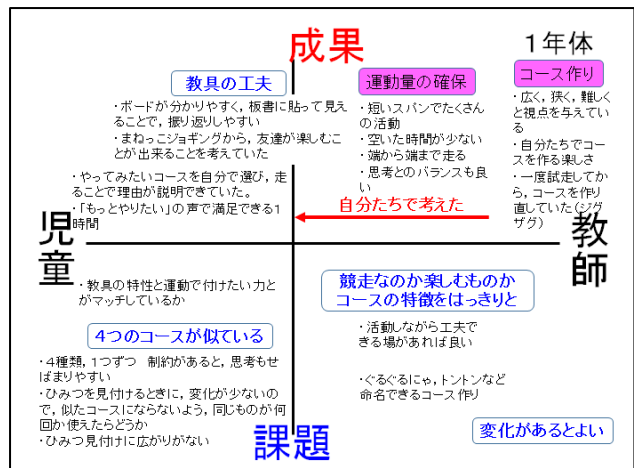 成果
1年体
教具の工夫
・ボードが分かりやすく，板書に貼って見え
ることで，振り返りしやすい
・まねっこジョギングから，友達が楽しむこ
とが出来ることを考えていた
・やってみたいコースを自分で選び，走
ることで理由が説明できていた。
・「もっとやりたい」の声で満足できる1
時間
運動量の確保
・短いスパンでたくさん
の活動
・空いた時間が少ない
・端から端まで走る
・思考とのバランスも良
い
コース作り
・広く，狭く，難しく
と視点を与えてい
る
・自分たちでコー
スを作る楽しさ
・一度試走してか
ら，コースを作り
直していた（ジグ
ザグ）
自分たちで考えた
児童
教師
・教具の特性と運動で付けたい力と
がマッチしているか
4つのコースが似ている
・4種類，1つずつ　制約があると，思考もせ
ばまりやすい
・ひみつを見付けるときに，変化が少ないの
で，似たコースにならないよう，同じものが何
回か使えたらどうか
・ひみつ見付けに広がりがない
競走なのか楽しむものか
コースの特徴をはっきりと
・活動しながら工夫で
きる場があれば良い
・ぐるぐるにゃ，トントンなど
命名できるコース作り
変化があるとよい
課題